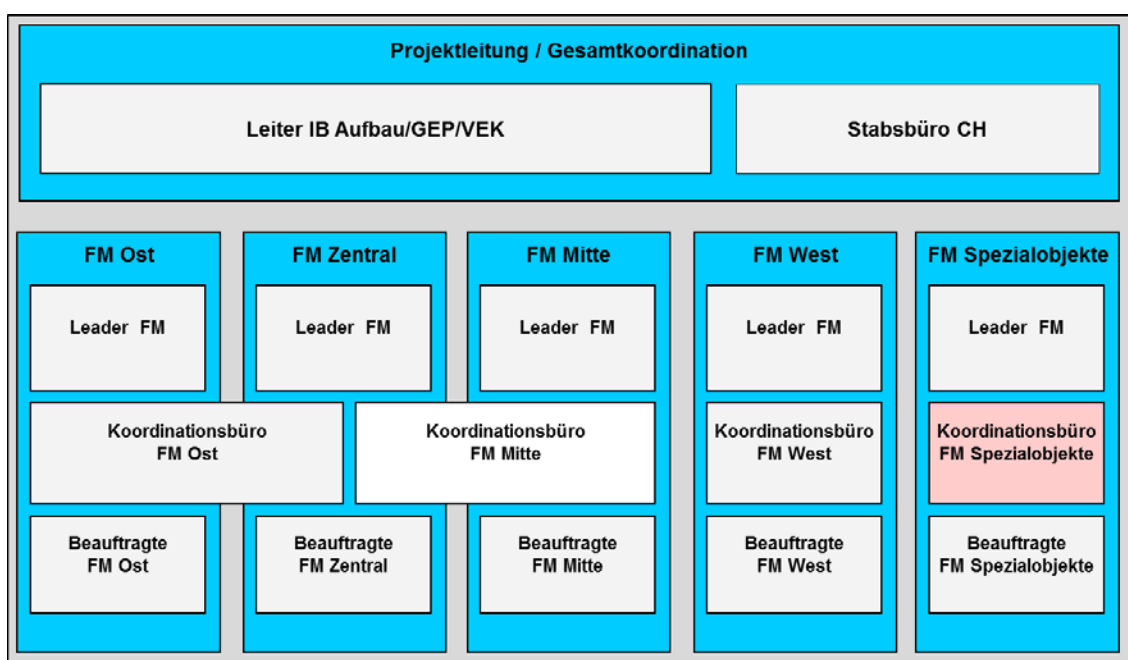 Projektleitung / Gesamtkoordination
Leiter IB Aufbau/GEP/VEK
Stabsbüro CH
FM Ost
FM Zentral
FM Mitte
FM West
FM Spezialobjekte
Leader FM
Leader FM
Leader FM
Leader FM
Leader FM
Koordinationsbüro
FM Ost
Koordinationsbüro
FM Mitte
Koordinationsbüro
FM West
Koordinationsbüro
FM Spezialobjekte
Beauftragte
FM Ost
Beauftragte
FM Zentral
Beauftragte
FM Mitte
Beauftragte
FM West
Beauftragte
FM Spezialobjekte